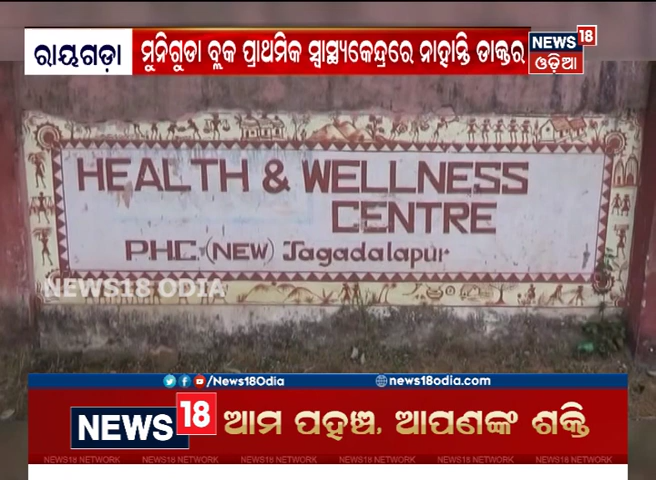 ରାୟଗଡ଼ା
ମୁନିଗୁଡା ବ୍ଲକ ପ୍ରାଥମିକ ସ୍ୱାସ୍ଥ୍ୟକେନ୍ଦ୍ରରେ ନାହାନ୍ତି ଡାକ୍ତର
NEWS18
ଓଡ଼ିଆ
HEALTH & WELLNESS
CENTRE
P.H.C. (NEW) Jagadalapur
NEWS18 ODIA
/News18Odia
news18odia.com
NEWS18
ଆମ ପହଞ୍ଚ, ଆପଣଙ୍କ ଶକ୍ତି
NEWS18 NETWORK NEWS18 NETWORK NEWS18 NETWORK NEWS18 NETWORK NEWS18 NETWORK NEWS18 NETWORK